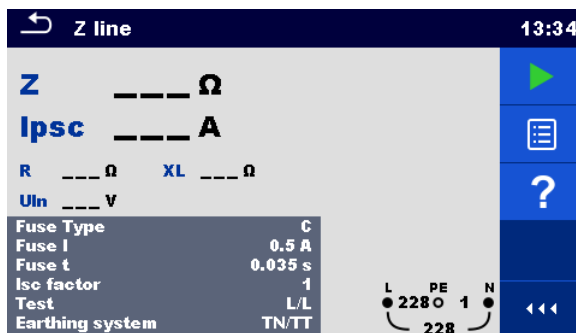 Z line 13:34
Z ___ Ω
Ipsc ___ A
R ___ Ω XL ___ Ω
Uln ___ V
Fuse Type C
Fuse I 0.5 A
Fuse t 0.035 s
Isc factor 1
Test L/L
Earthing system TN/TT
L PE N
228 1
228
?